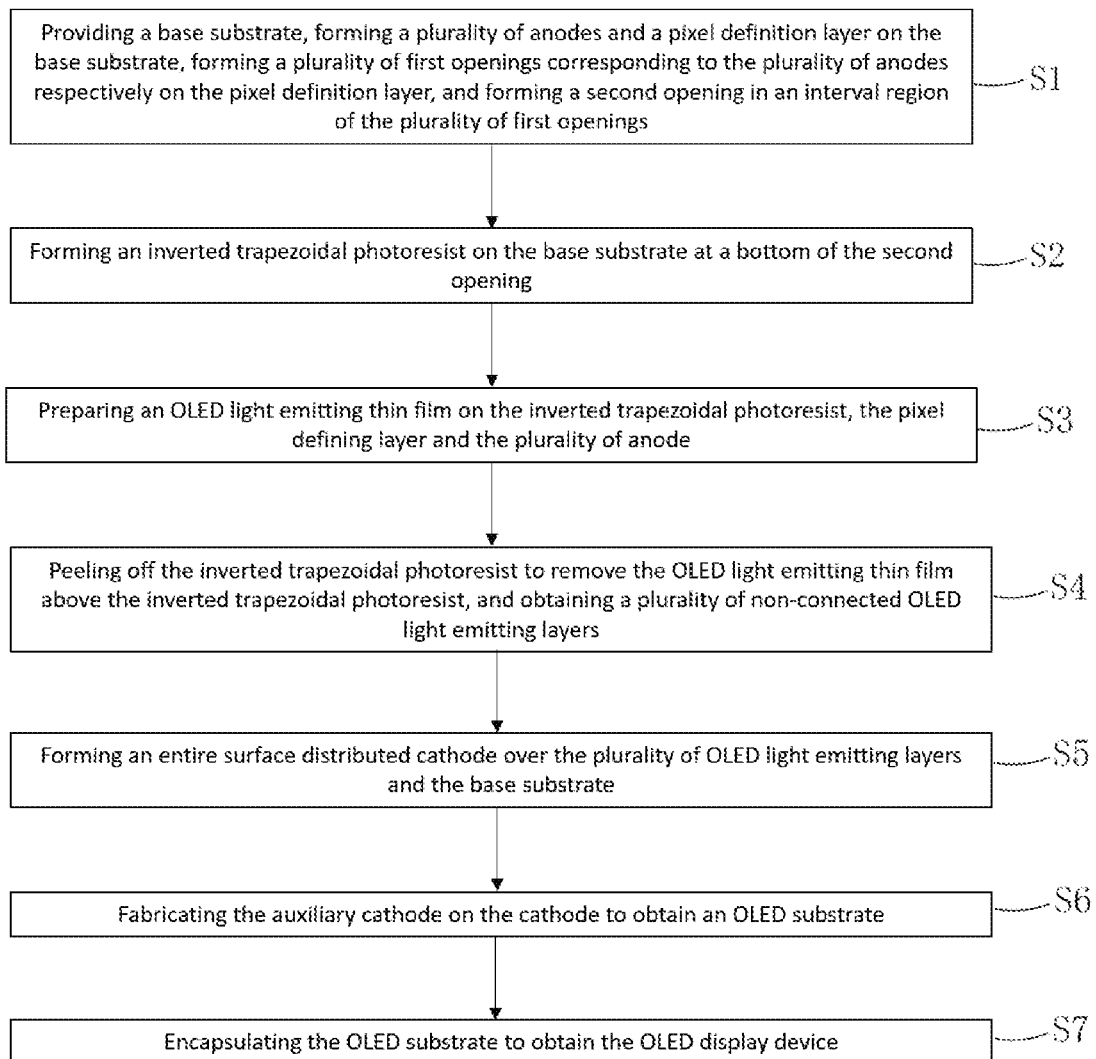 Providing a base substrate, forming a plurality of anodes and a pixel definition layer on the
base substrate, forming a plurality of first openings corresponding to the plurality of anodes
respectively on the pixel definition layer, and forming a second opening in an interval region
of the plurality of first openings
S1
Forming an inverted trapezoidal photoresist on the base substrate at a bottom of the second
opening
S2
Preparing an OLED light emitting thin film on the inverted trapezoidal photoresist, the pixel
defining layer and the plurality of anode
S3
Peeling off the inverted trapezoidal photoresist to remove the OLED light emitting thin film
above the inverted trapezoidal photoresist, and obtaining a plurality of non-connected OLED
light emitting layers
S4
Forming an entire surface distributed cathode over the plurality of OLED light emitting layers
and the base substrate
S5
Fabricating the auxiliary cathode on the cathode to obtain an OLED substrate
S6
Encapsulating the OLED substrate to obtain the OLED display device
S7